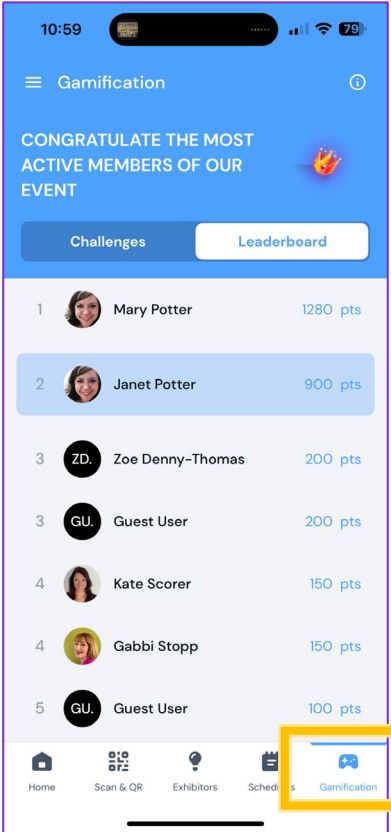 10:59
79
Gamification
CONGRATULATE THE MOST
ACTIVE MEMBERS OF OUR
EVENT
Challenges Leaderboard
1 Mary Potter 1280 pts
2 Janet Potter 900 pts
3 ZD. Zoe Denny-Thomas 200 pts
3 GU. Guest User 200 pts
4 Kate Scorer 150 pts
4 Gabbi Stopp 150 pts
5 GU. Guest User 100 pts
Home Scan & QR Exhibitors Sched s Gamification